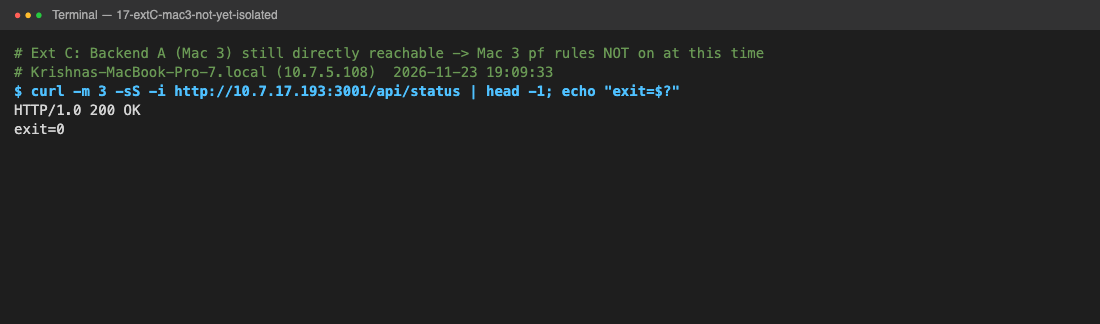 Terminal — 17-extC-mac3-not-yet-isolated
# Ext C: Backend A (Mac 3) still directly reachable -> Mac 3 pf rules NOT on at this time
# Krishnas-MacBook-Pro-7.local (10.7.5.108)  2026-11-23 19:09:33
$ curl -m 3 -sS -i http://10.7.17.193:3001/api/status | head -1; echo "exit=$?"
HTTP/1.0 200 OK
exit=0